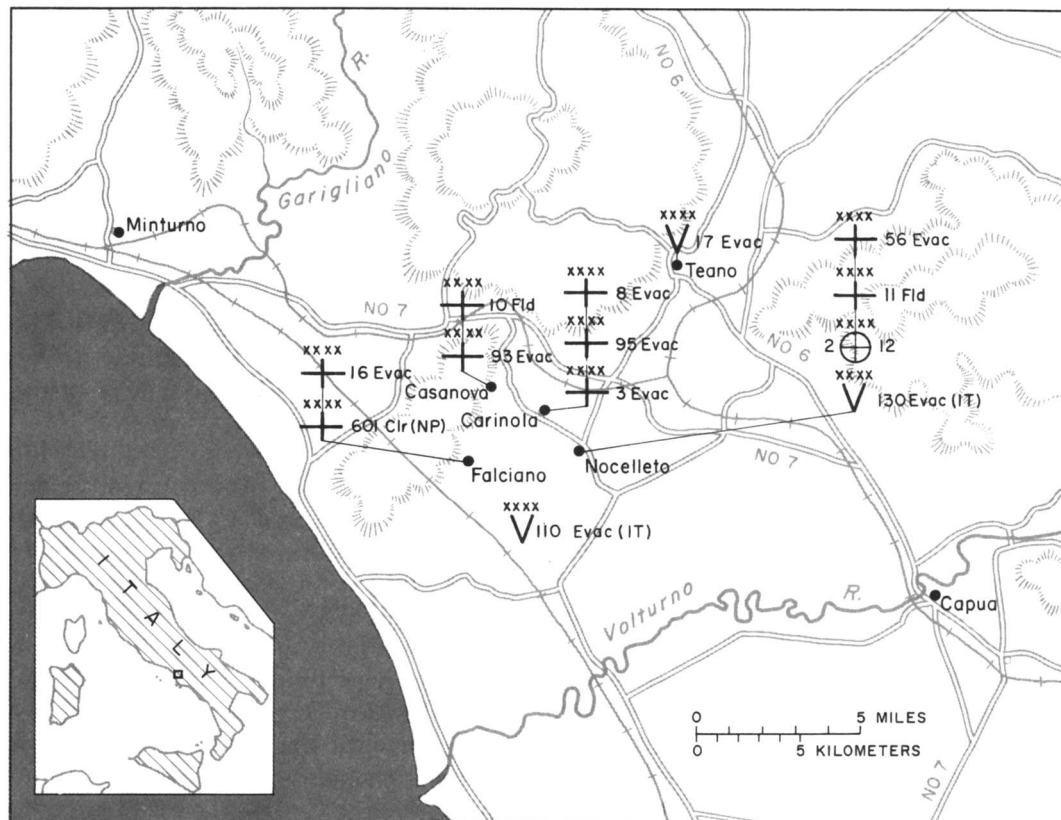 NO 6
R.
Garigliano
Minturno
xxxx
17 Evac
Teano
xxxx
56 Evac
xxxx
8 Evac
xxxx
11 Fld
NO 7
xxxx
10 Fld
xxxx
95 Evac
xxxx
2 12
NO 6
xxxx
93 Evac
xxxx
16 Evac
Casanova
xxxx
3 Evac
xxxx
130 Evac (IT)
Carinola
xxxx
601 Clr (NP)
Falciano
Nocelleto
NO 7
xxxx
110 Evac (IT)
ITALY
Volturno
R.
Capua
0 5 MILES
0 5 KILOMETERS
NO 7